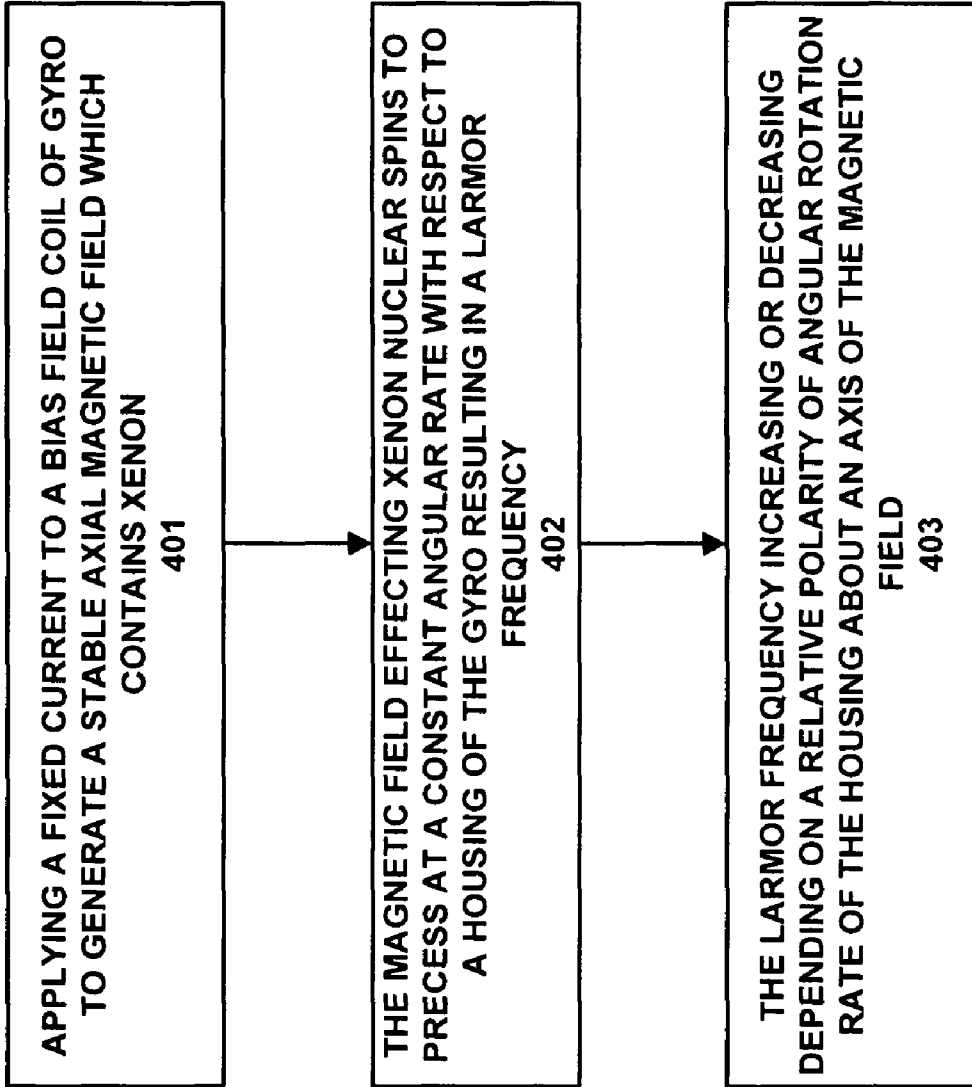 APPLYING A FIXED CURRENT TO A BIAS FIELD COIL OF GYRO
TO GENERATE A STABLE AXIAL MAGNETIC FIELD WHICH
CONTAINS XENON
401
THE MAGNETIC FIELD EFFECTING XENON NUCLEAR SPINS TO
PRECESS AT A CONSTANT ANGULAR RATE WITH RESPECT TO
A HOUSING OF THE GYRO RESULTING IN A LARMOR
FREQUENCY
402
THE LARMOR FREQUENCY INCREASING OR DECREASING
DEPENDING ON A RELATIVE POLARITY OF ANGULAR ROTATION
RATE OF THE HOUSING ABOUT AN AXIS OF THE MAGNETIC
FIELD
403